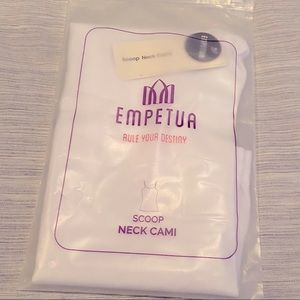 Scoop Neck Cami
EMPETUA
RULE YOUR DESTINY
SCOOP
NECK CAMI